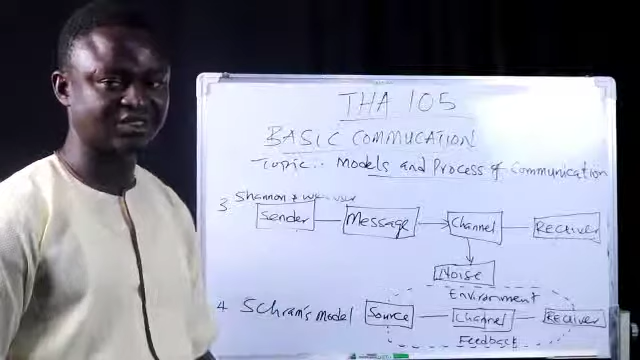 THA 105
BASIC COMMUCATION
Topic: Models and Process of Communication
3 Shannon &
Sender Message Channel Receiver
Noise
Environment
4 Schram's model Source Channel Receiver
Feedback